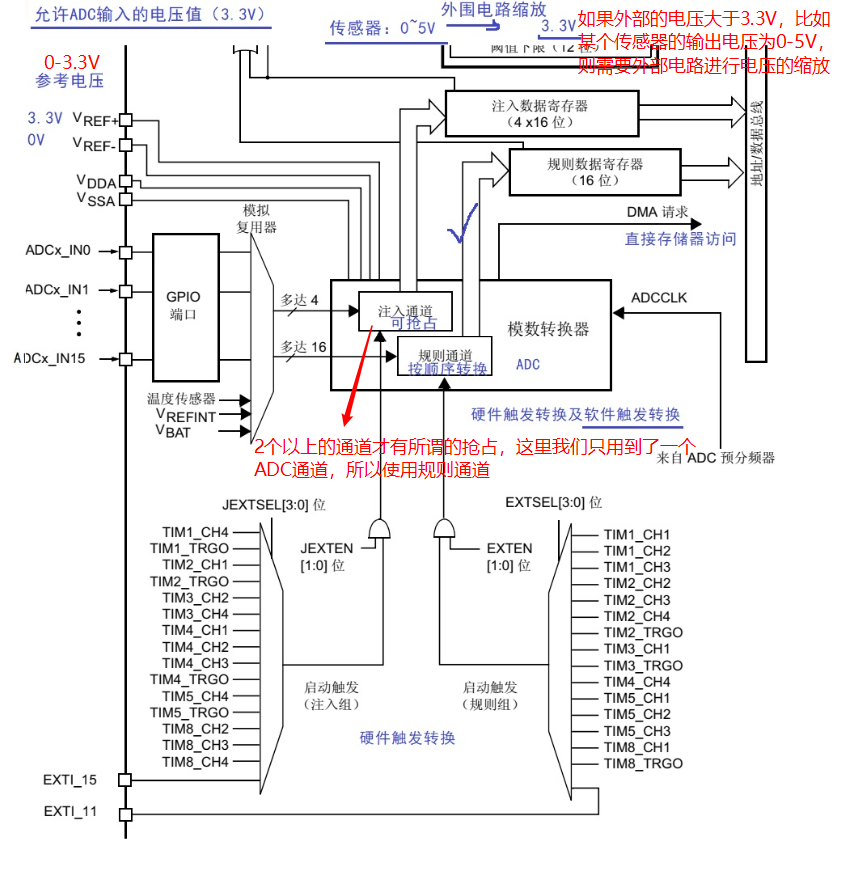 允许ADC输入的电压值（3.3V）
外围电路缩放
传感器：0~5V
3.3V
如果外部的电压大于3.3V，比如
某个传感器的输出电压为0-5V，
则需要外部电路进行电压的缩放
阈值下限（12 位）
0-3.3V
参考电压
3.3V
0V
VREF+
VREF-
VDDA
VSSA
注入数据寄存器
（4 x16 位）
规则数据寄存器
（16 位）
地址/数据总线
DMA 请求
直接存储器访问
模拟
复用器
ADCx_IN0
ADCx_IN1
ADCx_IN15
GPIO
端口
多达 4
多达 16
注入通道
可抢占
规则通道
按顺序转换
模数转换器
ADC
ADCCLK
温度传感器
VREFINT
VBAT
硬件触发转换及软件触发转换
2个以上的通道才有所谓的抢占，这里我们只用到了一个
ADC通道，所以使用规则通道
来自 ADC 预分频器
JEXTSEL[3:0] 位
EXTSEL[3:0] 位
TIM1_CH4
TIM1_TRGO
TIM2_CH1
TIM2_TRGO
TIM3_CH2
TIM3_CH4
TIM4_CH1
TIM4_CH2
TIM4_CH3
TIM4_TRGO
TIM5_CH4
TIM5_TRGO
TIM8_CH2
TIM8_CH3
TIM8_CH4
JEXTEN
[1:0] 位
EXTEN
[1:0] 位
TIM1_CH1
TIM1_CH2
TIM1_CH3
TIM2_CH2
TIM2_CH3
TIM2_CH4
TIM2_TRGO
TIM3_CH1
TIM3_TRGO
TIM4_CH4
TIM5_CH1
TIM5_CH2
TIM5_CH3
TIM8_CH1
TIM8_TRGO
启动触发
（注入组）
启动触发
（规则组）
硬件触发转换
EXTI_15
EXTI_11